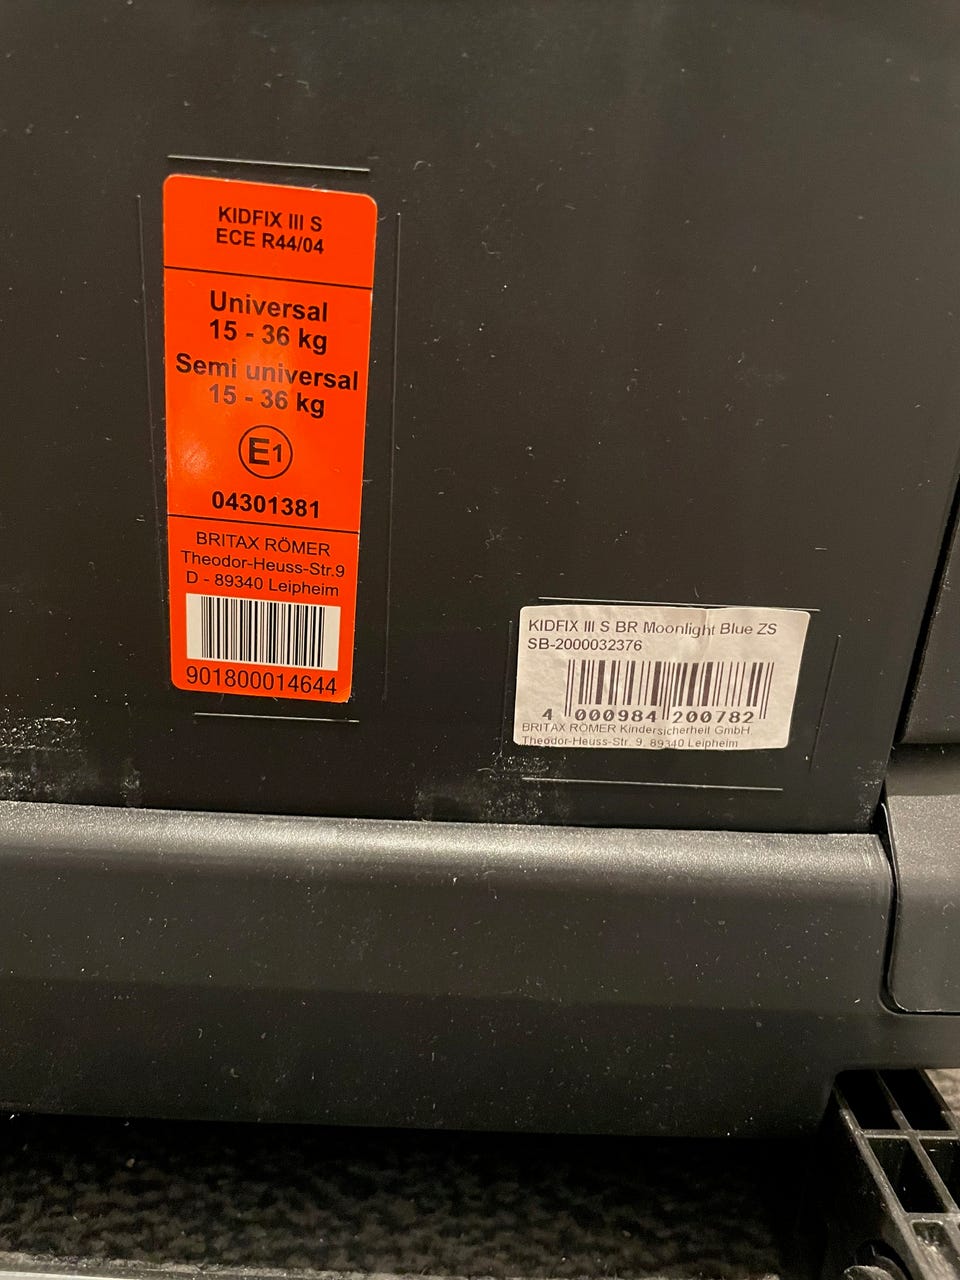 KIDFIX III S
ECE R44/04
Universal
15 - 36 kg
Semi universal
15 - 36 kg
E1
04301381
BRITAX RÖMER
Theodor-Heuss-Str.9
D - 89340 Leipheim
901800014644
KIDFIX III S BR Moonlight Blue ZS
SB-2000032376
4 000984 200782
BRITAX RÖMER Kindersicherheit GmbH
Theodor-Heuss-Str. 9, 89340 Leipheim